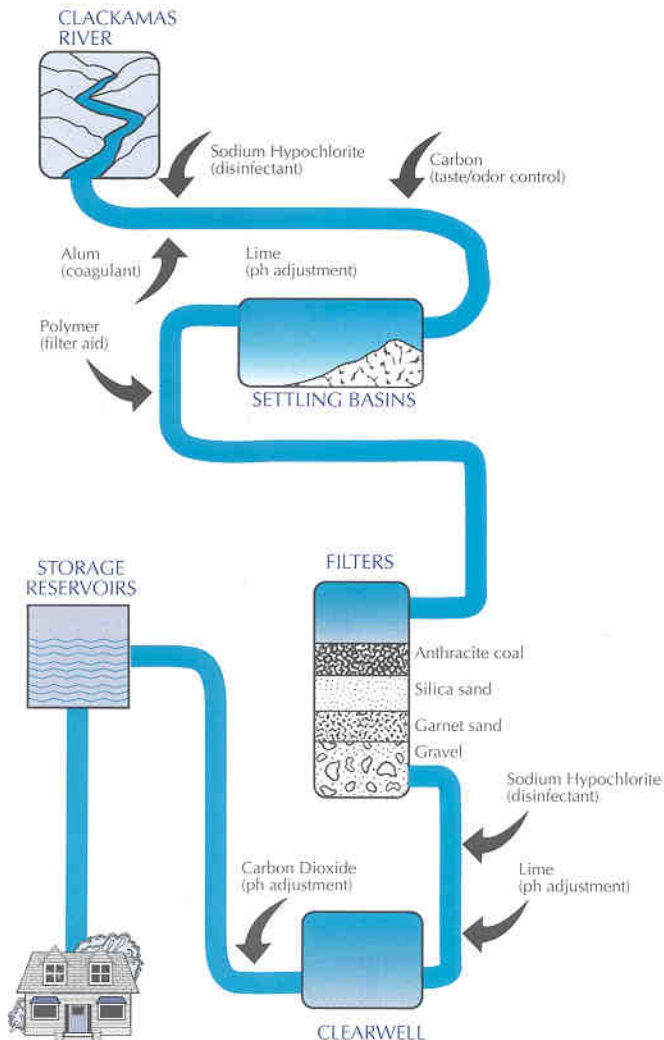 CLACKAMAS
RIVER
Sodium Hypochlorite
(disinfectant)
Carbon
(taste/odor control)
Alum
(coagulant)
Lime
(ph adjustment)
Polymer
(filter aid)
SETTLING BASINS
STORAGE
RESERVOIRS
FILTERS
Anthracite coal
Silica sand
Garnet sand
Gravel
Sodium Hypochlorite
(disinfectant)
Carbon Dioxide
(ph adjustment)
Lime
(ph adjustment)
CLEARWELL